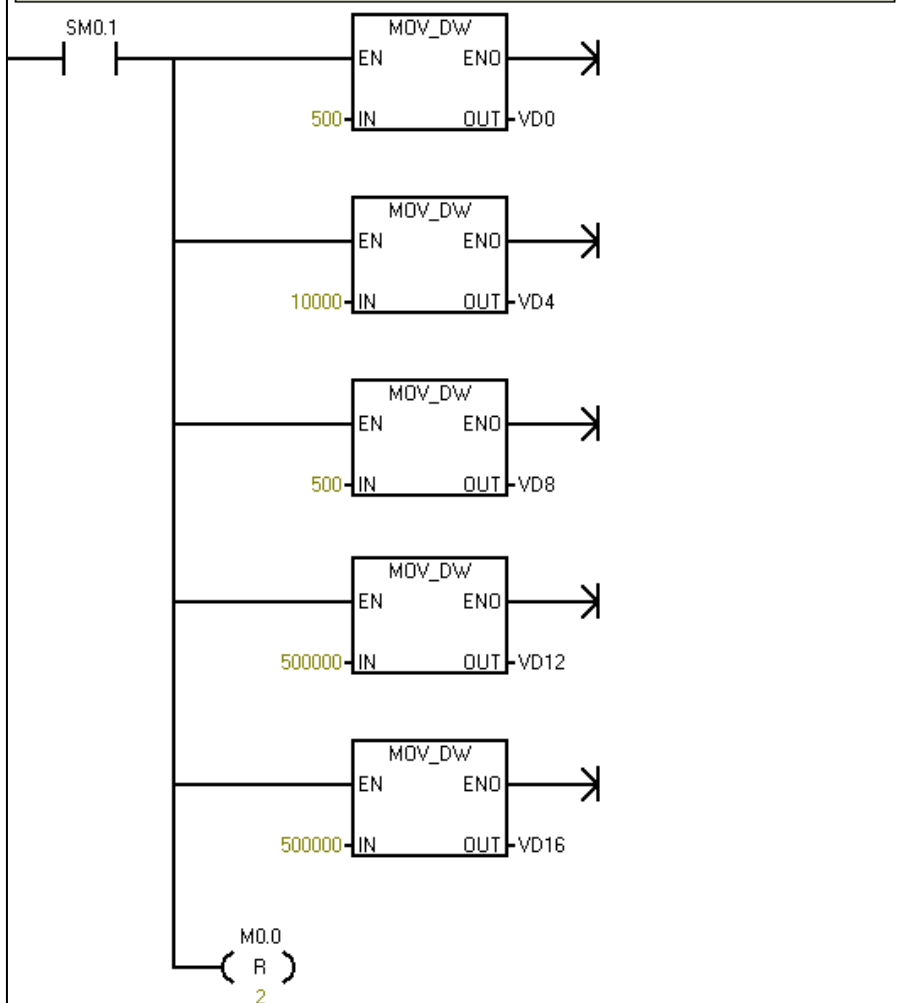 SM0.1
MOV_DW
EN ENO
500 IN OUT VD0
MOV_DW
EN ENO
10000 IN OUT VD4
MOV_DW
EN ENO
500 IN OUT VD8
MOV_DW
EN ENO
500000 IN OUT VD12
MOV_DW
EN ENO
500000 IN OUT VD16
M0.0
R
2